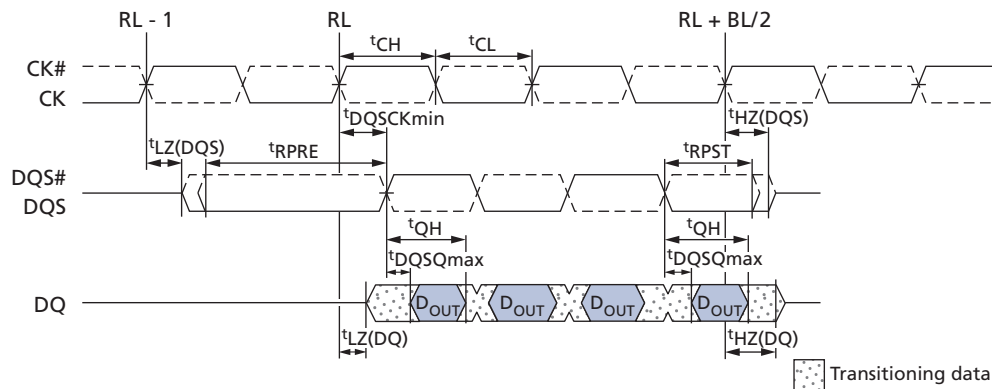 RL - 1 RL RL + BL/2
tCH tCL
CK#
CK
tDQSCKmin tHZ(DQS)
tLZ(DQS) tRPRE tRPST
DQS#
DQS
tQH tQH
tDQSQmax tDQSQmax
DQ DOUT DOUT DOUT DOUT
tLZ(DQ) tHZ(DQ)
Transitioning data